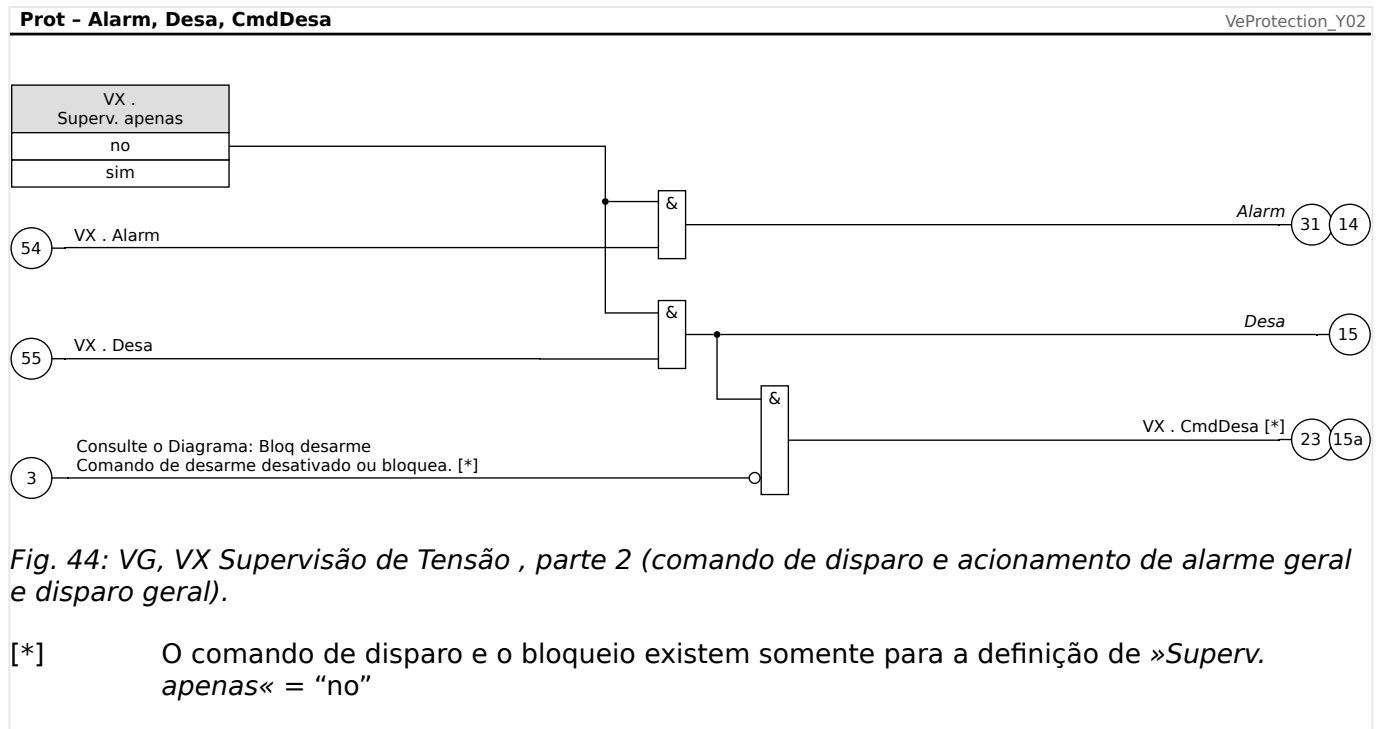 Prot – Alarm, Desa, CmdDesa
VeProtection_Y02
VX .
Superv. apenas
no
sim
&
Alarm
31
14
54
VX . Alarm
&
Desa
15
55
VX . Desa
&
VX . CmdDesa [*]
23
15a
Consulte o Diagrama: Bloq desarme
Comando de desarme desativado ou bloquea. [*]
3
Fig. 44: VG, VX Supervisão de Tensão , parte 2 (comando de disparo e acionamento de alarme geral
e disparo geral).
[*] O comando de disparo e o bloqueio existem somente para a definição de »Superv.
apenas« = “no”